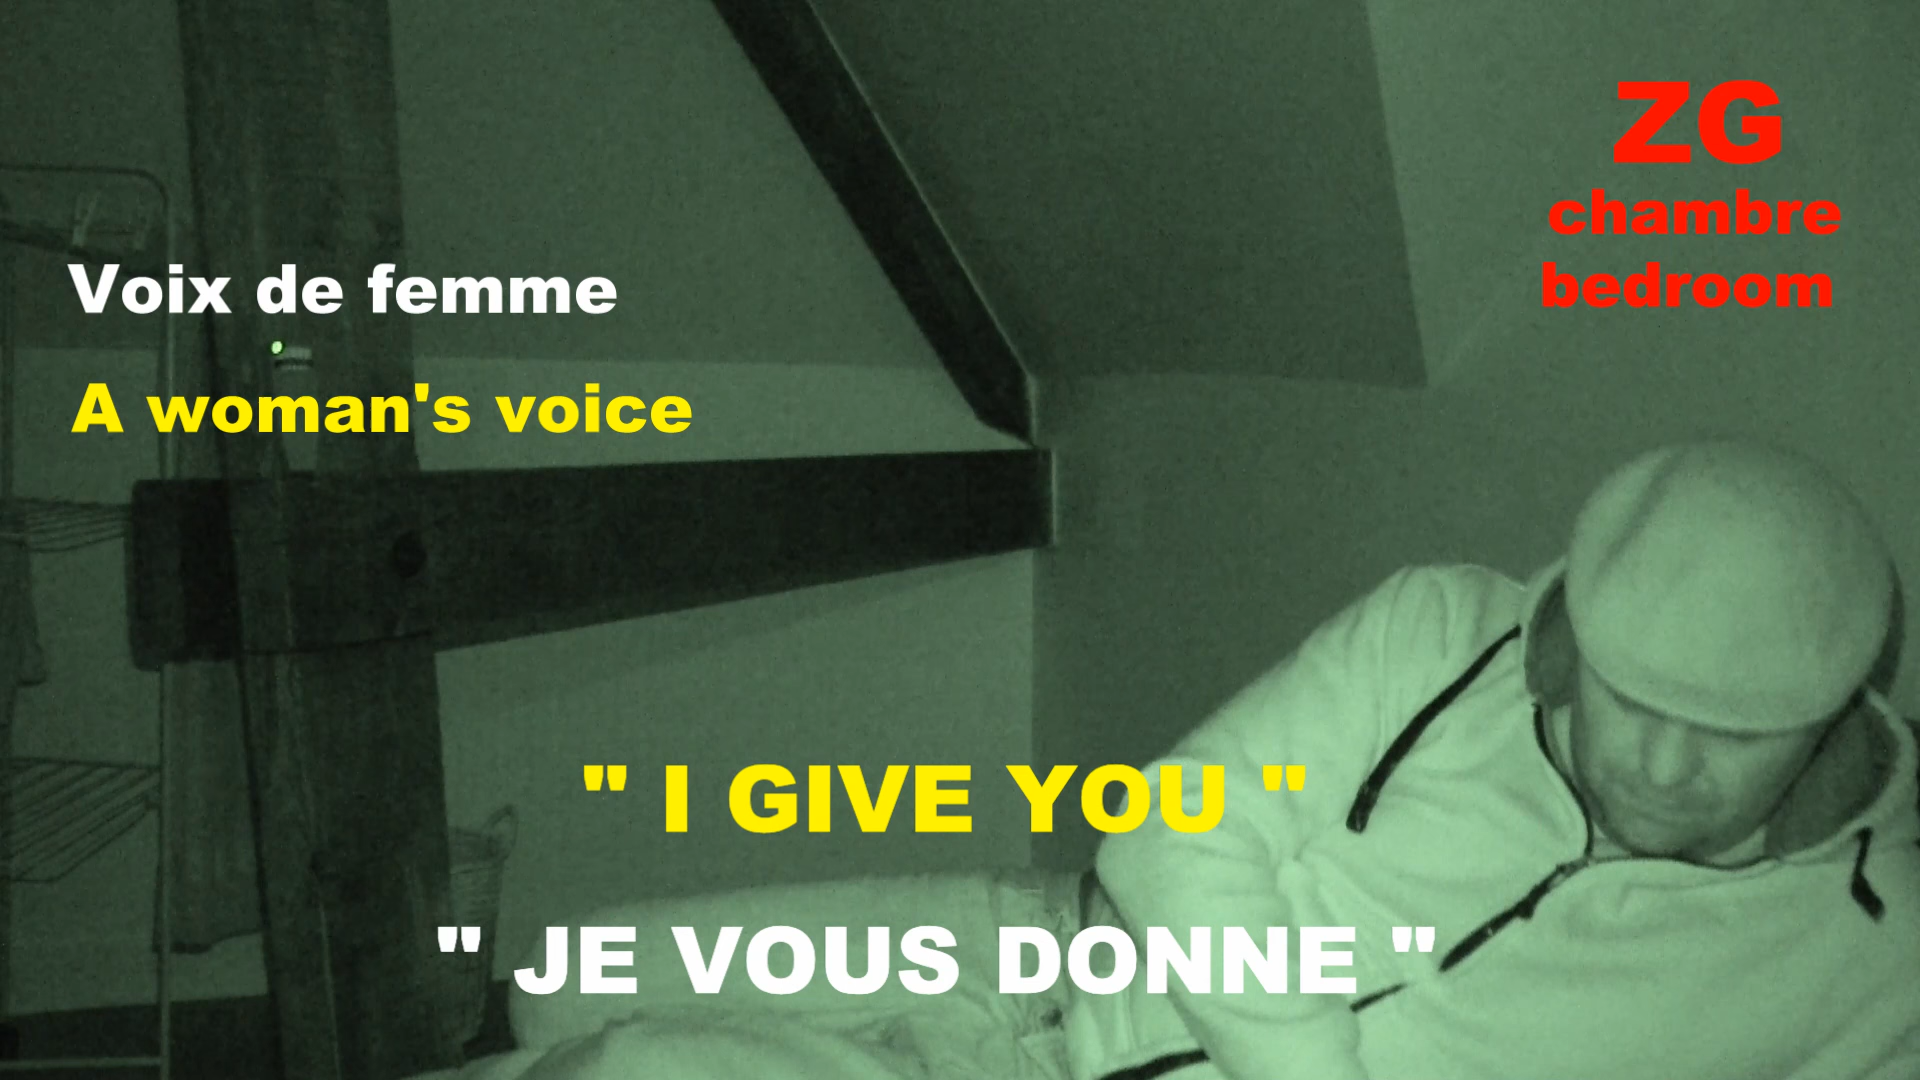 ZG
chambre
bedroom
Voix de femme
A woman's voice
" I GIVE YOU "
" JE VOUS DONNE "